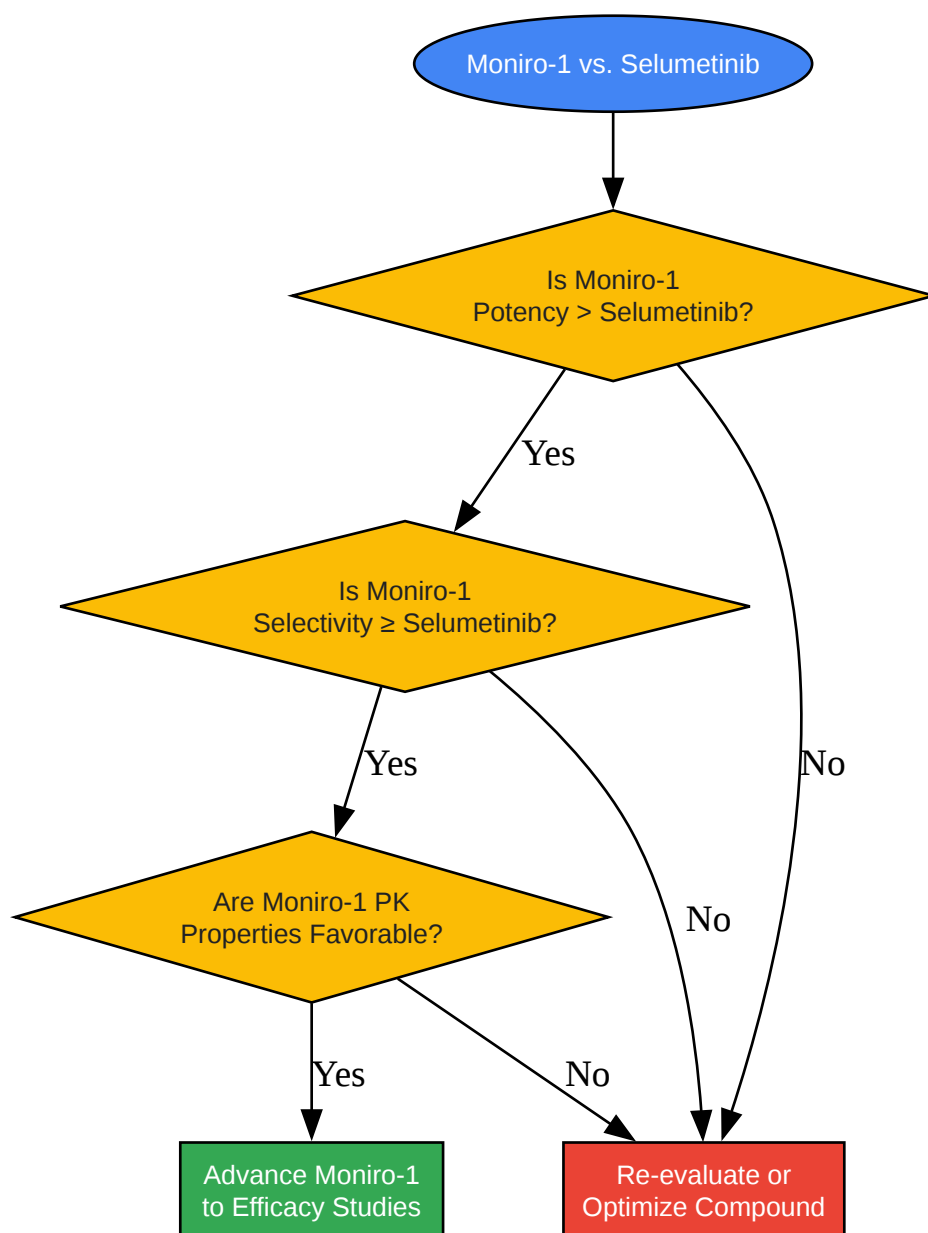 Moniro-1 vs. Selumetinib
Is Moniro-1
Potency > Selumetinib?
Yes
Is Moniro-1
Selectivity ≥ Selumetinib?
Yes
No
Are Moniro-1 PK
Properties Favorable?
No
Yes
No
Advance Moniro-1
to Efficacy Studies
Re-evaluate or
Optimize Compound